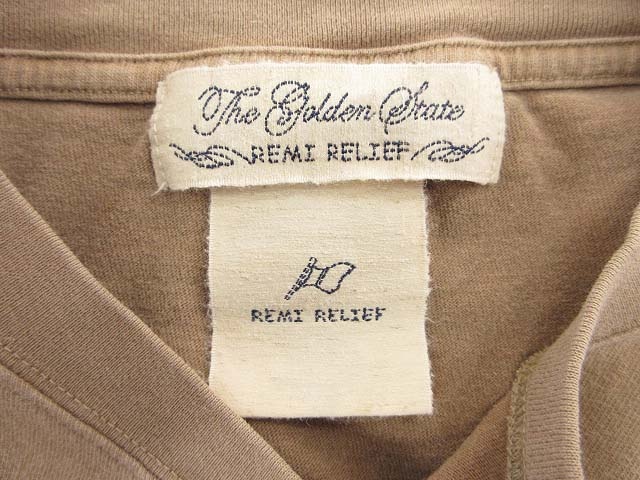 The Golden State
REMI RELIEF
REMI RELIEF